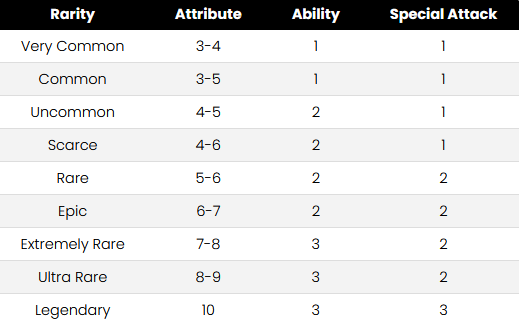 Rarity Attribute Ability Special Attack
Very Common 3-4 1 1
Common 3-5 1 1
Uncommon 4-5 2 1
Scarce 4-6 2 1
Rare 5-6 2 2
Epic 6-7 2 2
Extremely Rare 7-8 3 2
Ultra Rare 8-9 3 2
Legendary 10 3 3